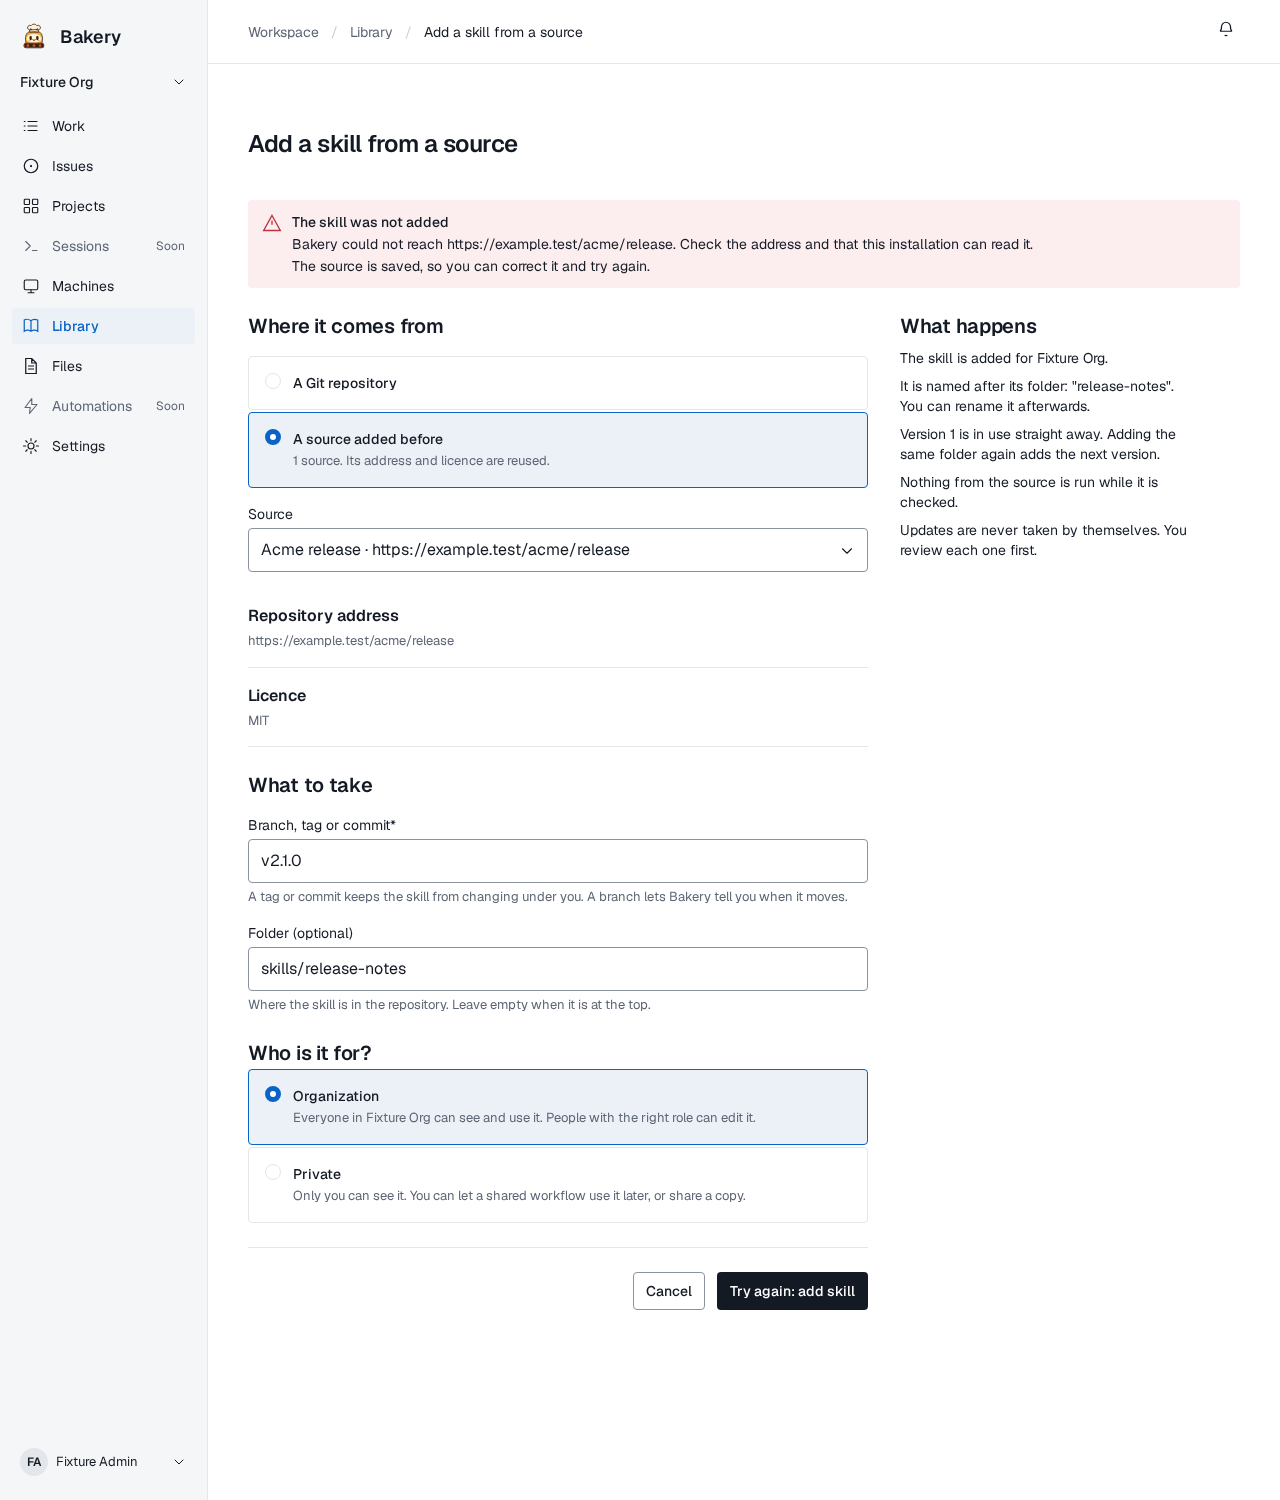 Bakery
Fixture Org
Work
Issues
Projects
Sessions Soon
Machines
Library
Files
Automations Soon
Settings
FA Fixture Admin
Workspace / Library / Add a skill from a source
Add a skill from a source
The skill was not added
Bakery could not reach https://example.test/acme/release. Check the address and that this installation can read it.
The source is saved, so you can correct it and try again.
Where it comes from
A Git repository
A source added before
1 source. Its address and licence are reused.
Source
Acme release · https://example.test/acme/release
Repository address
https://example.test/acme/release
Licence
MIT
What to take
Branch, tag or commit*
v2.1.0
A tag or commit keeps the skill from changing under you. A branch lets Bakery tell you when it moves.
Folder (optional)
skills/release-notes
Where the skill is in the repository. Leave empty when it is at the top.
Who is it for?
Organization
Everyone in Fixture Org can see and use it. People with the right role can edit it.
Private
Only you can see it. You can let a shared workflow use it later, or share a copy.
Cancel
Try again: add skill
What happens
The skill is added for Fixture Org.
It is named after its folder: "release-notes".
You can rename it afterwards.
Version 1 is in use straight away. Adding the
same folder again adds the next version.
Nothing from the source is run while it is
checked.
Updates are never taken by themselves. You
review each one first.